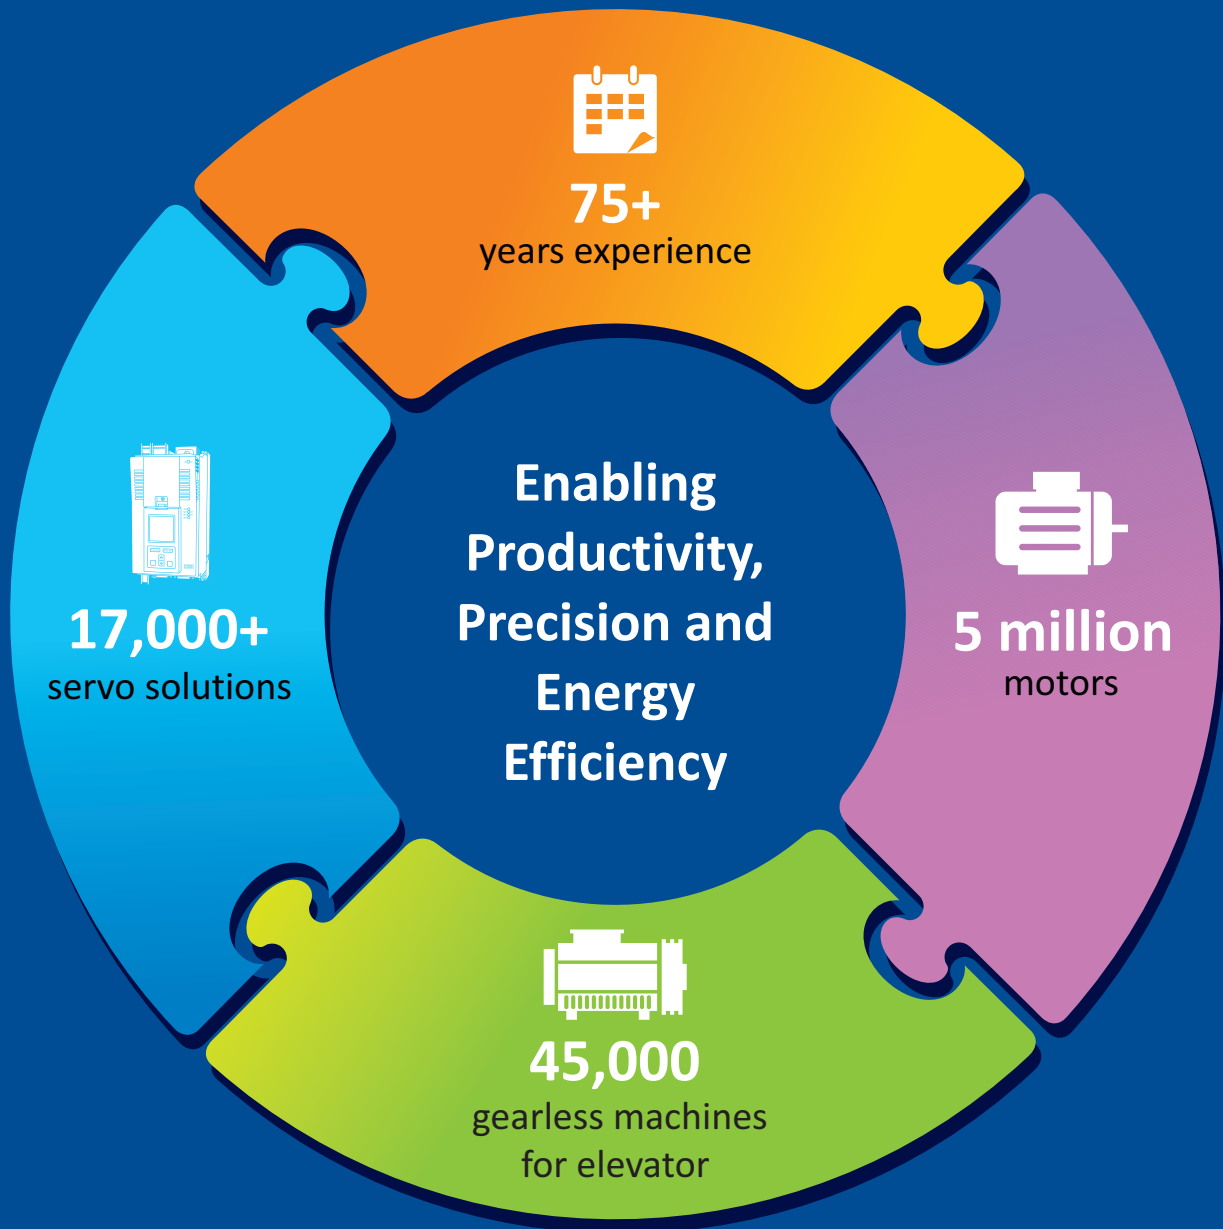 75+
years experience
17,000+
servo solutions
Enabling
Productivity,
Precision and
Energy
Efficiency
5 million
motors
45,000
gearless machines
for elevator